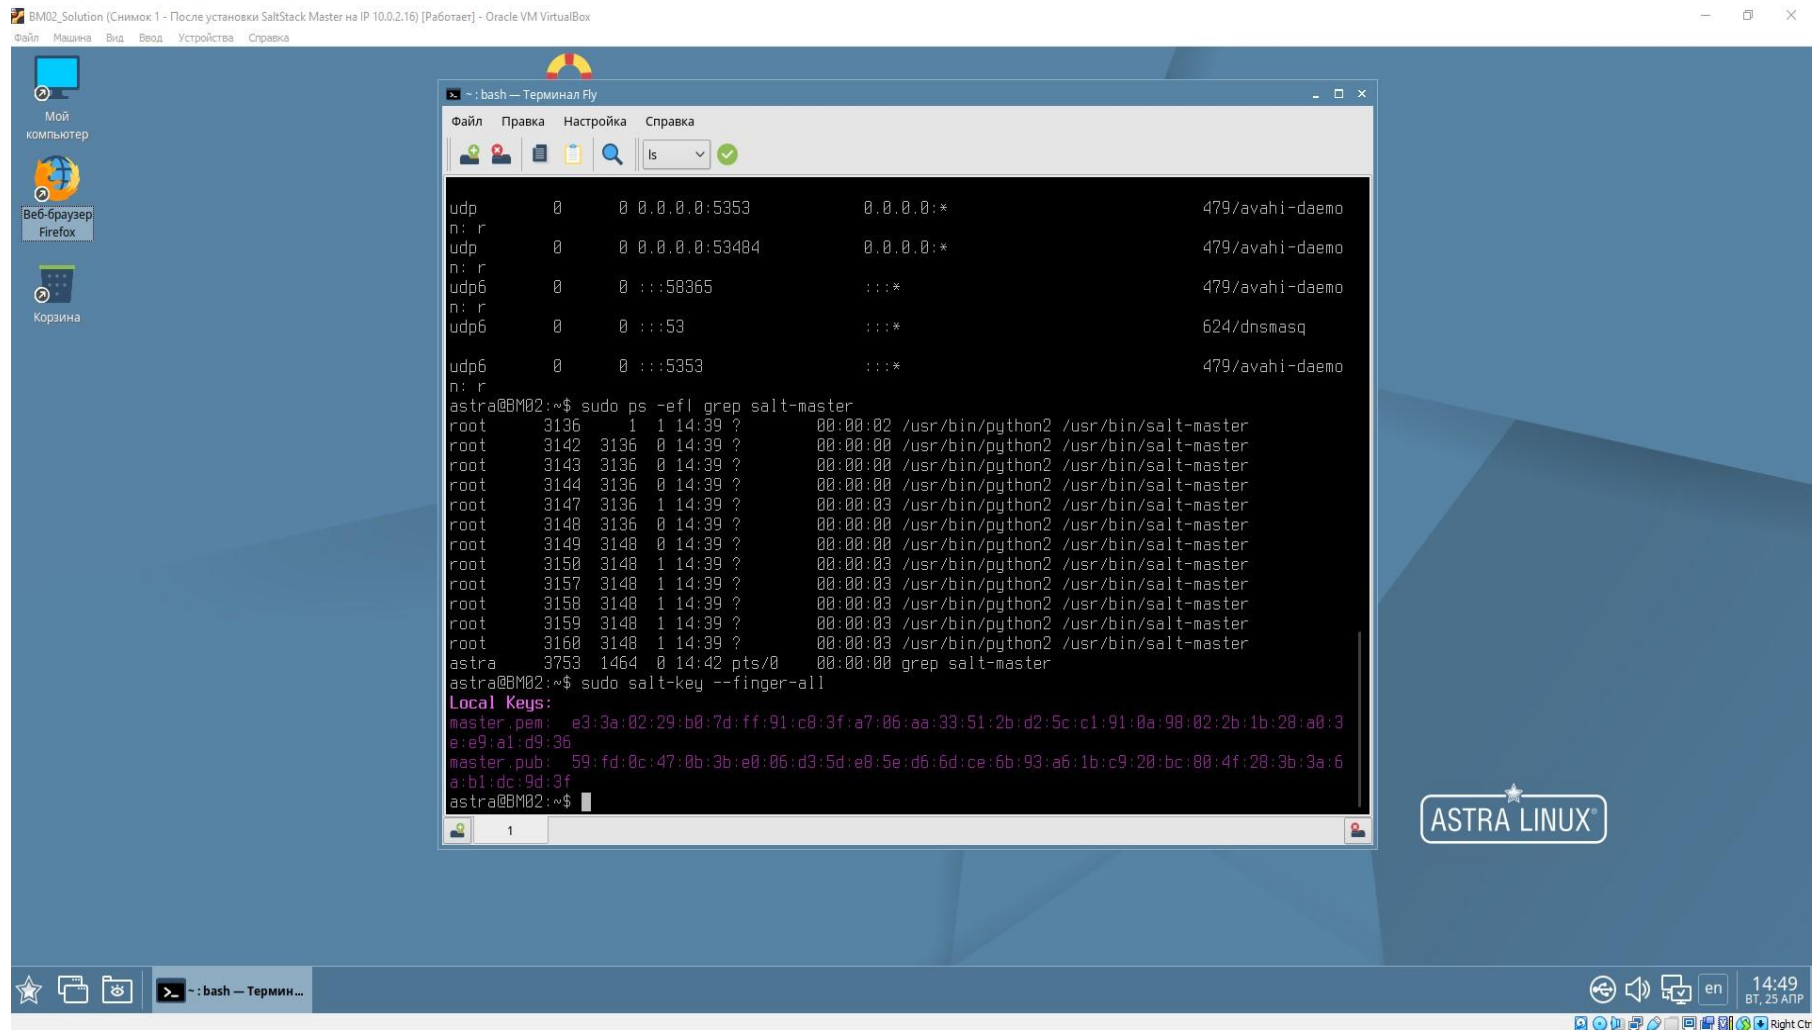 BM02_Solution (Снимок 1 - После установки SaltStack Master на IP 10.0.2.16) [Работает] - Oracle VM VirtualBox
Файл Машина Вид Ввод Устройства Справка
Мой
компьютер
Веб-браузер
Firefox
Корзина
~ : bash — Терминал Fly
Файл Правка Настройка Справка
ls
udp 0 0 0.0.0.0:5353 0.0.0.0:* 479/avahi-daemo
n: r
udp 0 0 0.0.0.0:53484 0.0.0.0:* 479/avahi-daemo
n: r
udp6 0 0 :::58365 :::* 479/avahi-daemo
n: r
udp6 0 0 :::53 :::* 624/dnsmasq
udp6 0 0 :::5353 :::* 479/avahi-daemo
n: r
astra@BM02:~$ sudo ps -ef| grep salt-master
root 3136 1 1 14:39 ? 00:00:02 /usr/bin/python2 /usr/bin/salt-master
root 3142 3136 0 14:39 ? 00:00:00 /usr/bin/python2 /usr/bin/salt-master
root 3143 3136 0 14:39 ? 00:00:00 /usr/bin/python2 /usr/bin/salt-master
root 3144 3136 0 14:39 ? 00:00:00 /usr/bin/python2 /usr/bin/salt-master
root 3147 3136 1 14:39 ? 00:00:03 /usr/bin/python2 /usr/bin/salt-master
root 3148 3136 0 14:39 ? 00:00:00 /usr/bin/python2 /usr/bin/salt-master
root 3149 3148 0 14:39 ? 00:00:00 /usr/bin/python2 /usr/bin/salt-master
root 3150 3148 1 14:39 ? 00:00:03 /usr/bin/python2 /usr/bin/salt-master
root 3157 3148 1 14:39 ? 00:00:03 /usr/bin/python2 /usr/bin/salt-master
root 3158 3148 1 14:39 ? 00:00:03 /usr/bin/python2 /usr/bin/salt-master
root 3159 3148 1 14:39 ? 00:00:03 /usr/bin/python2 /usr/bin/salt-master
root 3160 3148 1 14:39 ? 00:00:03 /usr/bin/python2 /usr/bin/salt-master
astra 3753 1464 0 14:42 pts/0 00:00:00 grep salt-master
astra@BM02:~$ sudo salt-key --finger-all
Local Keys:
master.pem: e3:3a:02:29:b0:7d:ff:91:c8:3f:a7:06:aa:33:51:2b:d2:5c:c1:91:0a:98:02:2b:1b:28:a0:3
e:e9:a1:d9:36
master.pub: 59:fd:0c:47:0b:3b:e0:06:d3:5d:e8:5e:d6:6d:ce:6b:93:a6:1b:c9:20:bc:80:4f:28:3b:3a:6
a:b1:dc:9d:3f
astra@BM02:~$
1
ASTRA LINUX®
~ : bash — Термин...
en
14:49
ВТ, 25 АПР
Right Ctr